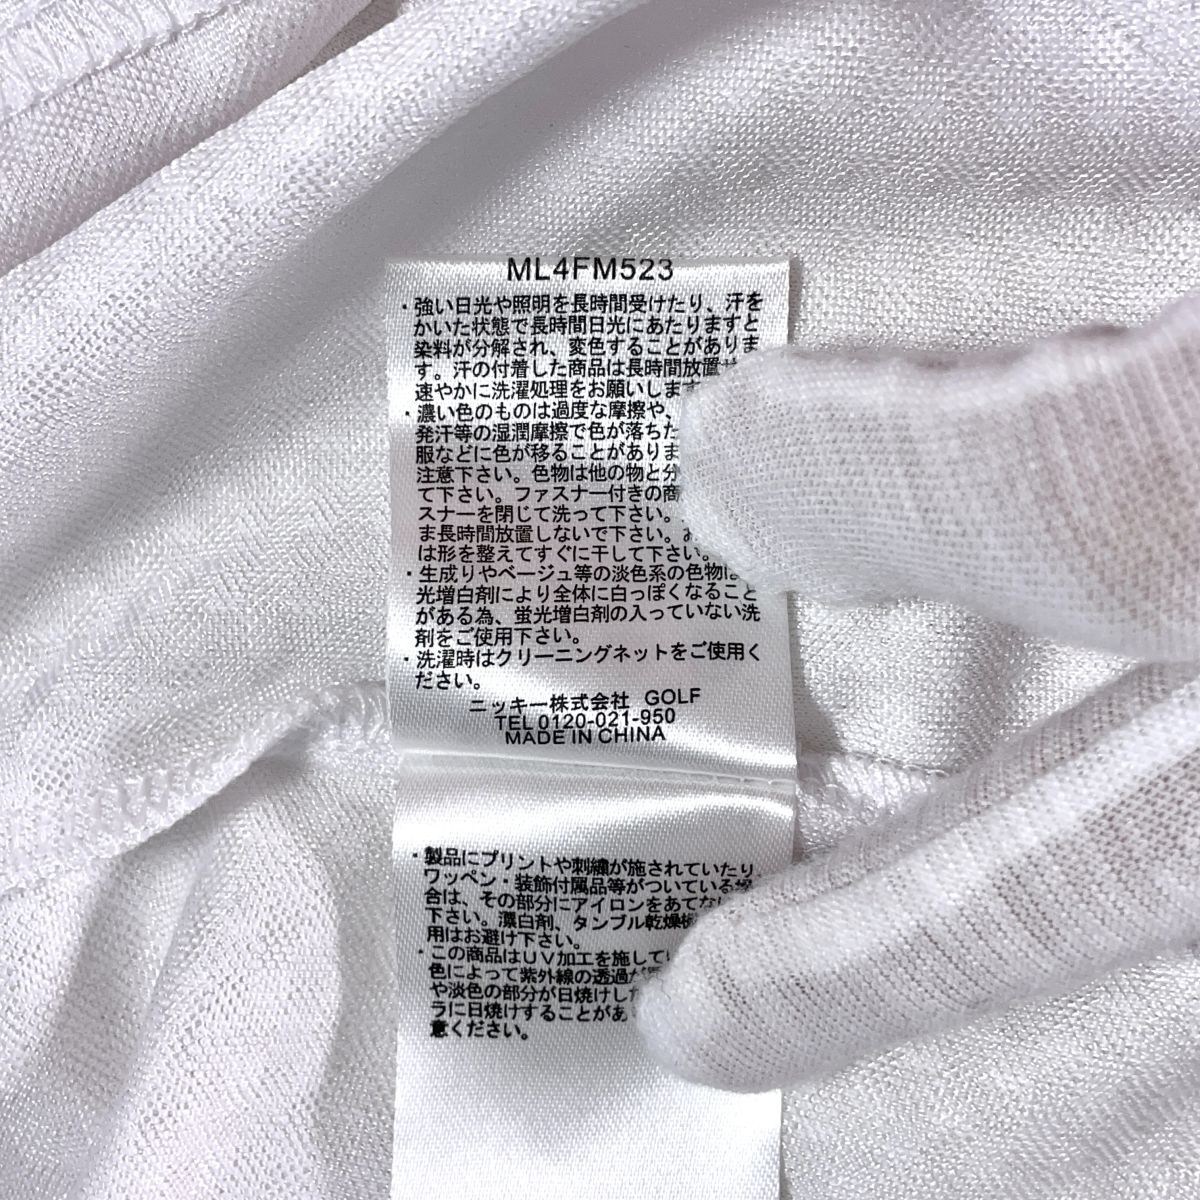 ML4FM523
・強い日光や照明を長時間受けたり、汗を
かいた状態で長時間日光にあたりますと
染料が分解され、変色することがありま
す。汗の付着した商品は長時間放置せ
速やかに洗濯処理をお願いします
・濃い色のものは過度な摩擦や、
発汗等の湿潤摩擦で色が落ちた
服などに色が移ることがありま
注意下さい。色物は他の物と分
て下さい。ファスナー付きの商
スナーを閉じて洗って下さい。
ま長時間放置しないで下さい。
は形を整えてすぐに干して下さい。
・生成りやベージュ等の淡色系の色物は
光増白剤により全体に白っぽくなること
がある為、蛍光増白剤の入っていない洗
剤をご使用下さい。
・洗濯時はクリーニングネットをご使用く
ださい。
ニッキー株式会社 GOLF
TEL 0120-021-950
MADE IN CHINA
・製品にプリントや刺繍が施されていたり、
ワッペン・装飾付属品等がついている場
合は、その部分にアイロンをあてない
下さい。漂白剤、タンブル乾燥機
用はお避け下さい。
・この商品はUV加工を施して
色によって紫外線の透過が
や淡色の部分が日焼けした
ラに日焼けすることがあ
意ください。